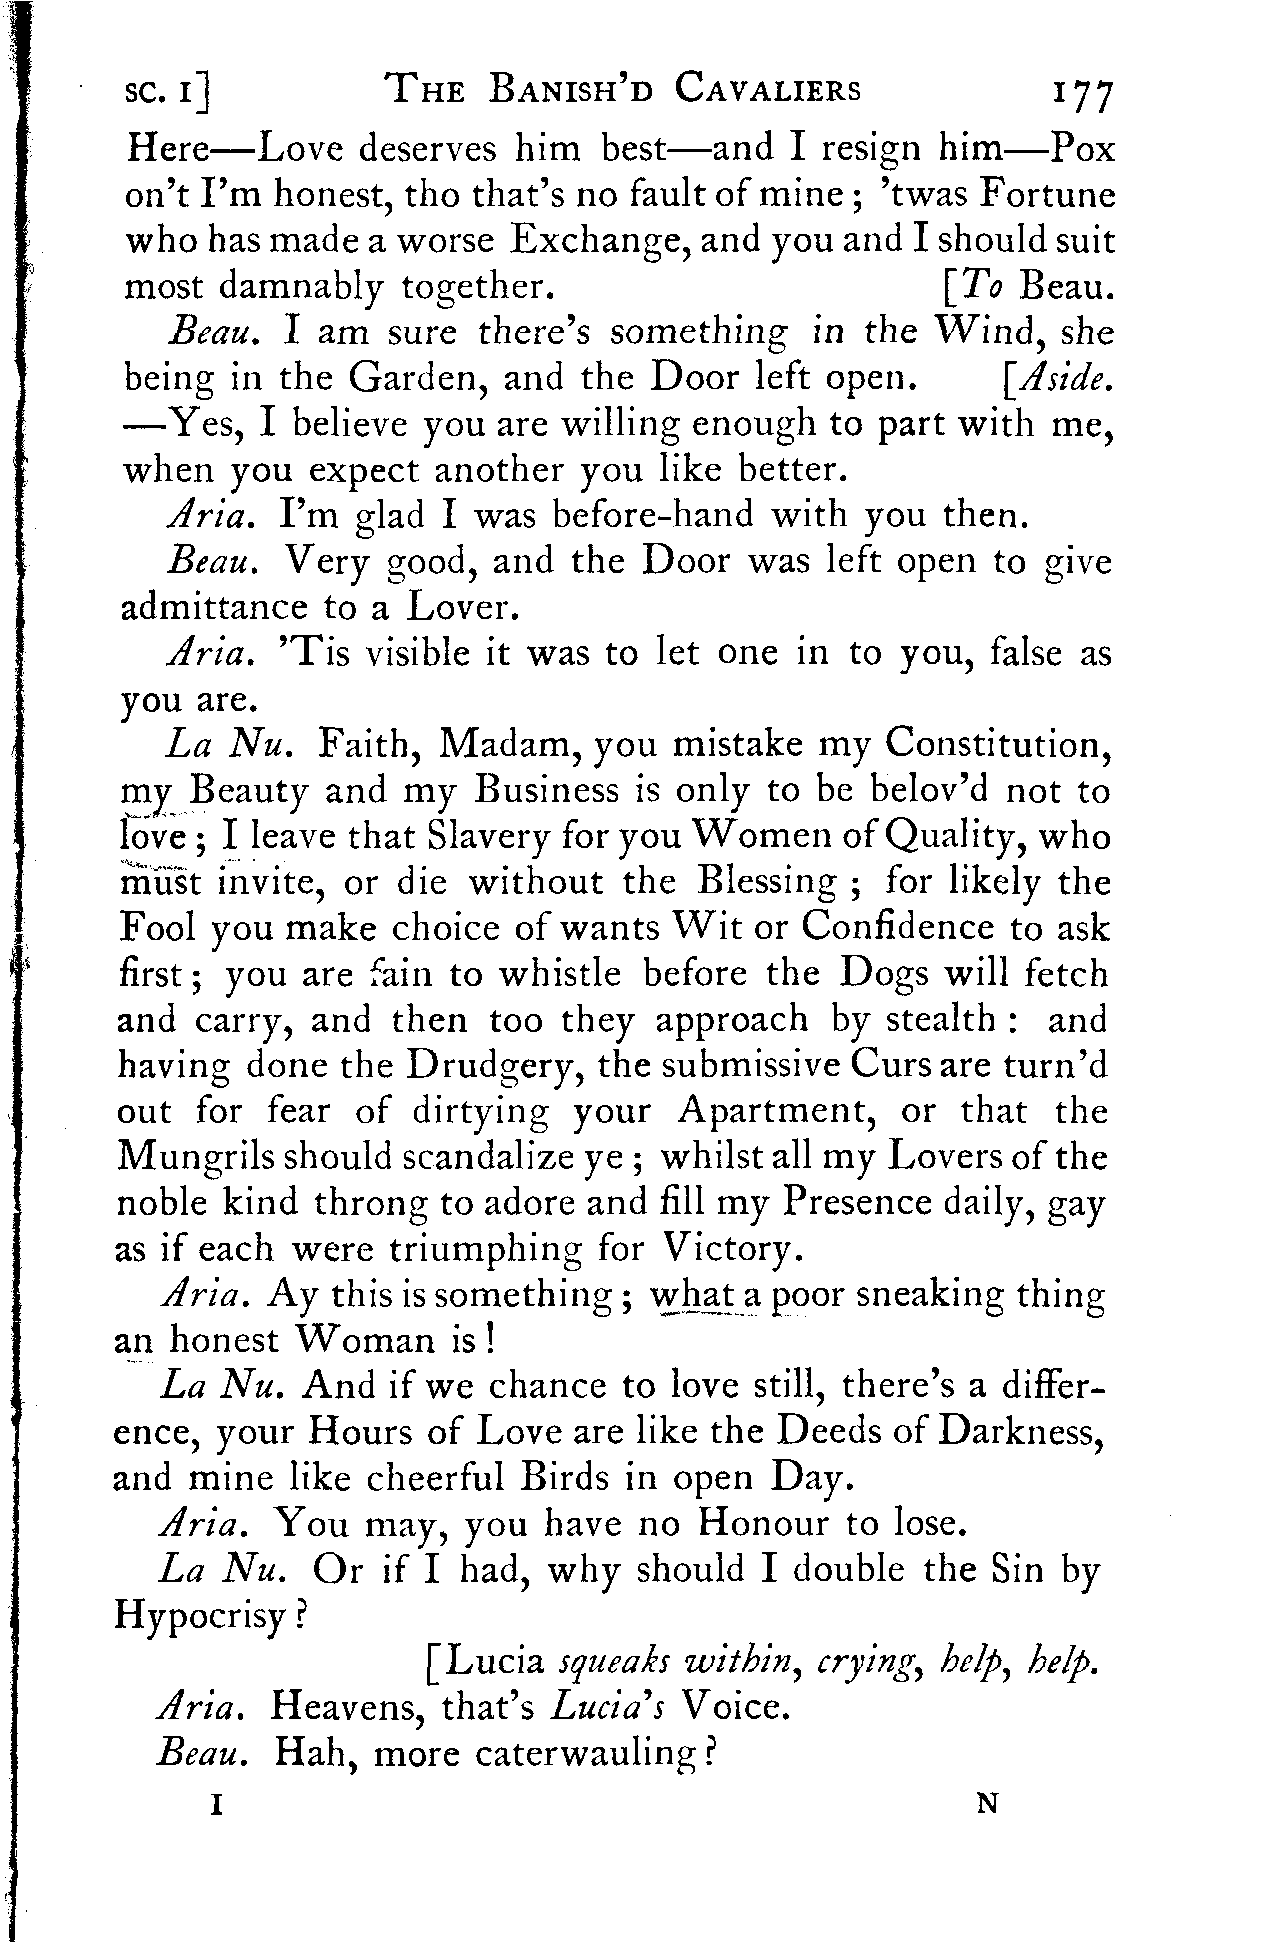 SC. I] THE BANISH'D CAVALIERS 177
Here—Love deserves him best—and I resign him—Pox
on't I'm honest, tho that's no fault of mine; 'twas Fortune
who has made a worse Exchange, and you and I should suit
most damnably together. [To Beau.
Beau. I am sure there's something in the Wind, she
being in the Garden, and the Door left open. [Aside.
—Yes, I believe you are willing enough to part with me,
when you expect another you like better.
Aria. I'm glad I was before-hand with you then.
Beau. Very good, and the Door was left open to give
admittance to a Lover.
Aria. 'Tis visible it was to let one in to you, false as
you are.
La Nu. Faith, Madam, you mistake my Constitution,
my Beauty and my Business is only to be belov'd not to
love; I leave that Slavery for you Women of Quality, who
must invite, or die without the Blessing; for likely the
Fool you make choice of wants Wit or Confidence to ask
first; you are fain to whistle before the Dogs will fetch
and carry, and then too they approach by stealth: and
having done the Drudgery, the submissive Curs are turn'd
out for fear of dirtying your Apartment, or that the
Mungrils should scandalize ye; whilst all my Lovers of the
noble kind throng to adore and fill my Presence daily, gay
as if each were triumphing for Victory.
Aria. Ay this is something; what a poor sneaking thing
an honest Woman is!
La Nu. And if we chance to love still, there's a differ-
ence, your Hours of Love are like the Deeds of Darkness,
and mine like cheerful Birds in open Day.
Aria. You may, you have no Honour to lose.
La Nu. Or if I had, why should I double the Sin by
Hypocrisy?
[Lucia squeaks within, crying, help, help.
Aria. Heavens, that's Lucia's Voice.
Beau. Hah, more caterwauling?
I N